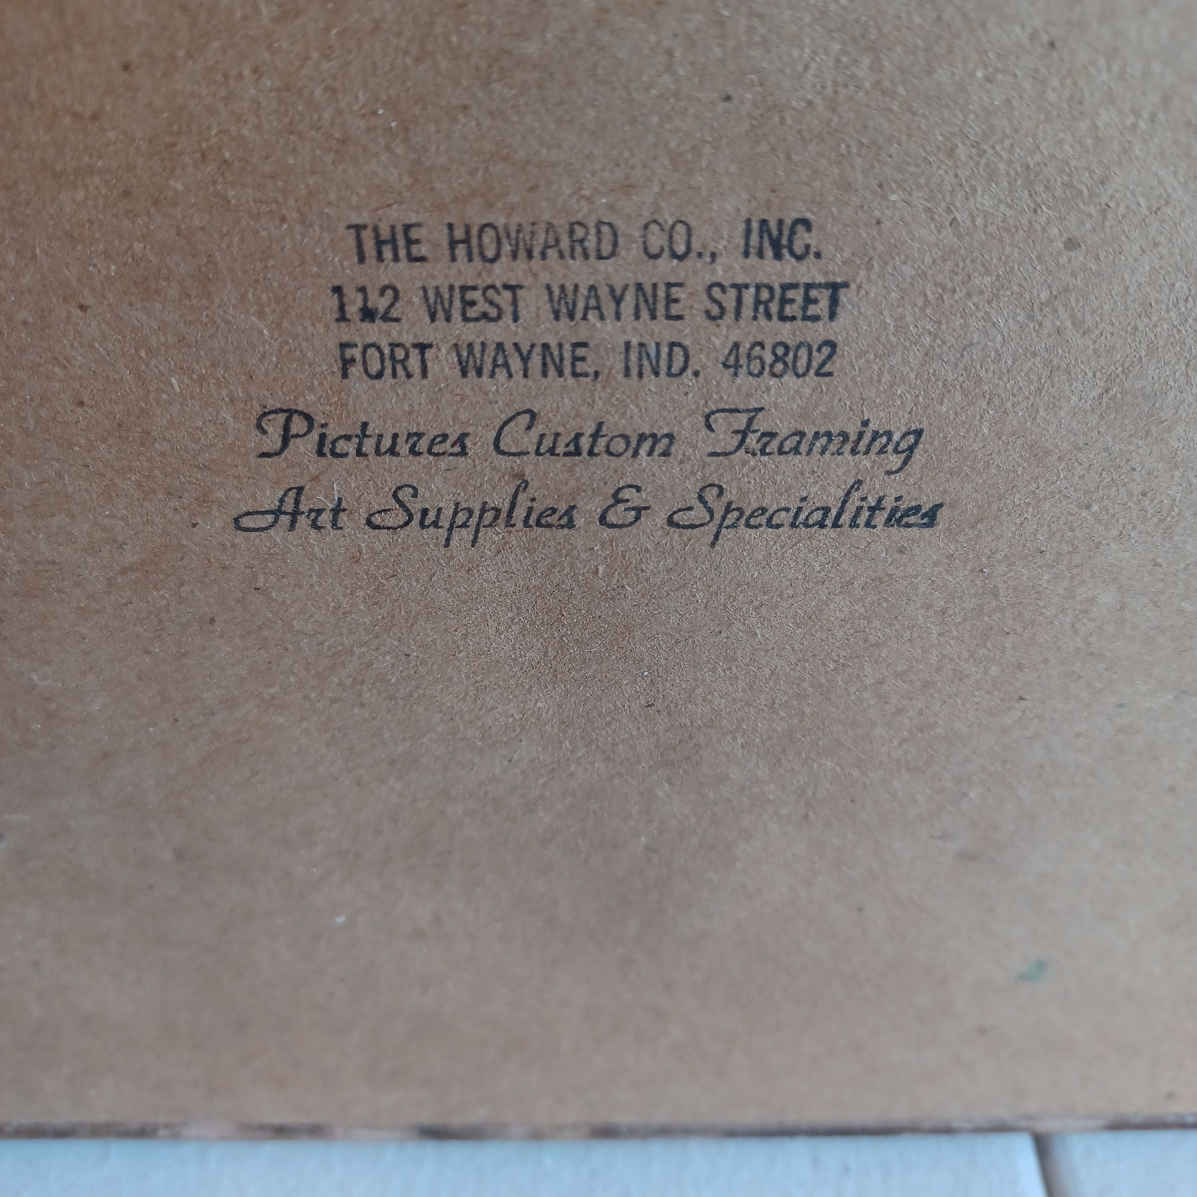 THE HOWARD CO., INC.
112 WEST WAYNE STREET
FORT WAYNE, IND. 46802
Pictures Custom Framing
Art Supplies & Specialities